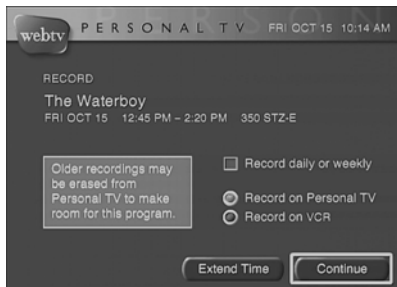 webtv
PERSONAL TV FRI OCT 15 10:14 AM
RECORD
The Waterboy
FRI OCT 15 12:45 PM – 2:20 PM 350 STZ-E
Older recordings may
be erased from
Personal TV to make
room for this program.
Record daily or weekly
Record on Personal TV
Record on VCR
Extend Time
Continue